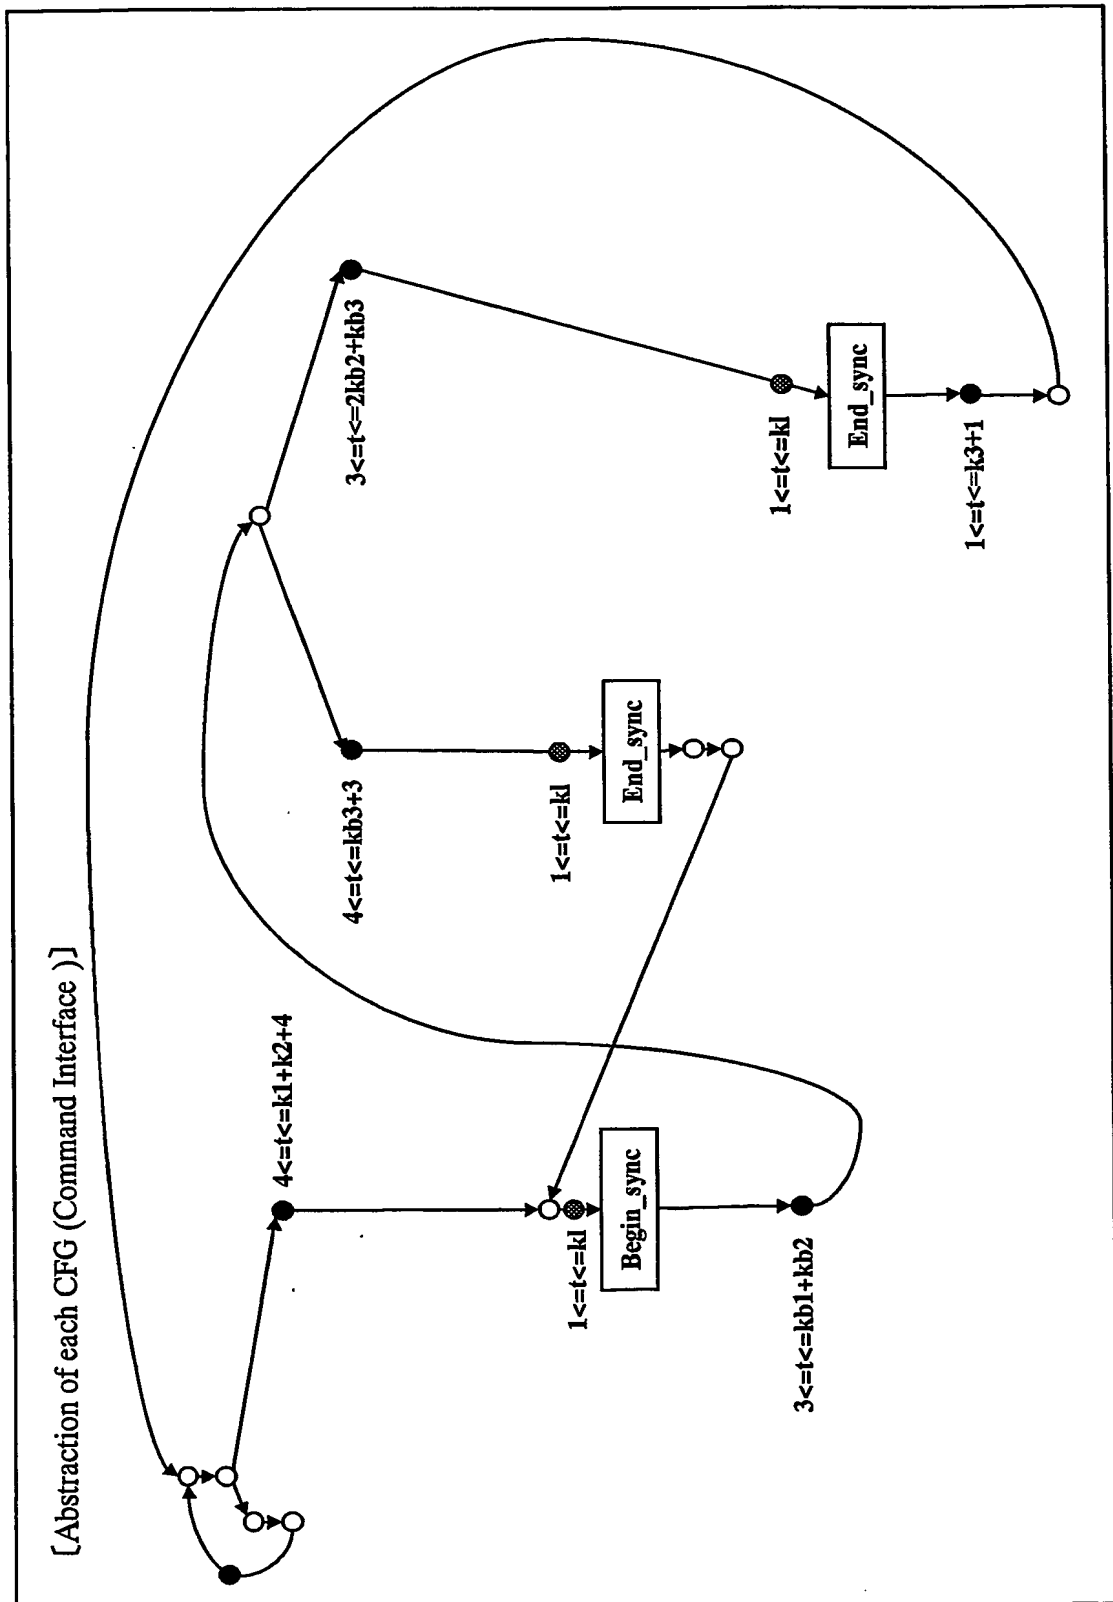 [Abstraction of each CFG (Command Interface )]
4<=t<=k1+k2+4
1<=t<=kl
Begin_sync
3<=t<=kb1+kb2
4<=t<=kb3+3
1<=t<=kl
End_sync
3<=t<=2kb2+kb3
1<=t<=kl
End_sync
1<=t<=k3+1